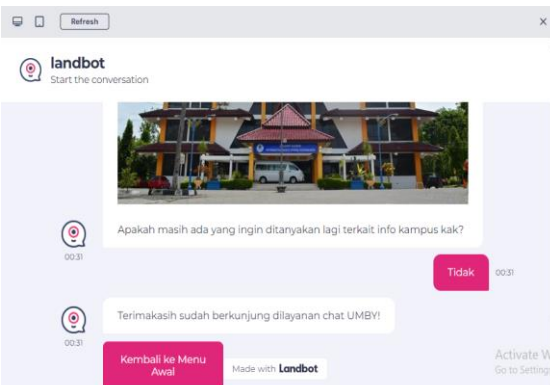 Refresh
landbot
Start the conversation
Apakah masih ada yang ingin ditanyakan lagi terkait info kampus kak?
00:31
Tidak
00:31
Terimakasih sudah berkunjung dilayanan chat UMBY!
00:31
Kembali ke Menu
Awal
Made with Landbot
Activate W
Go to Setting